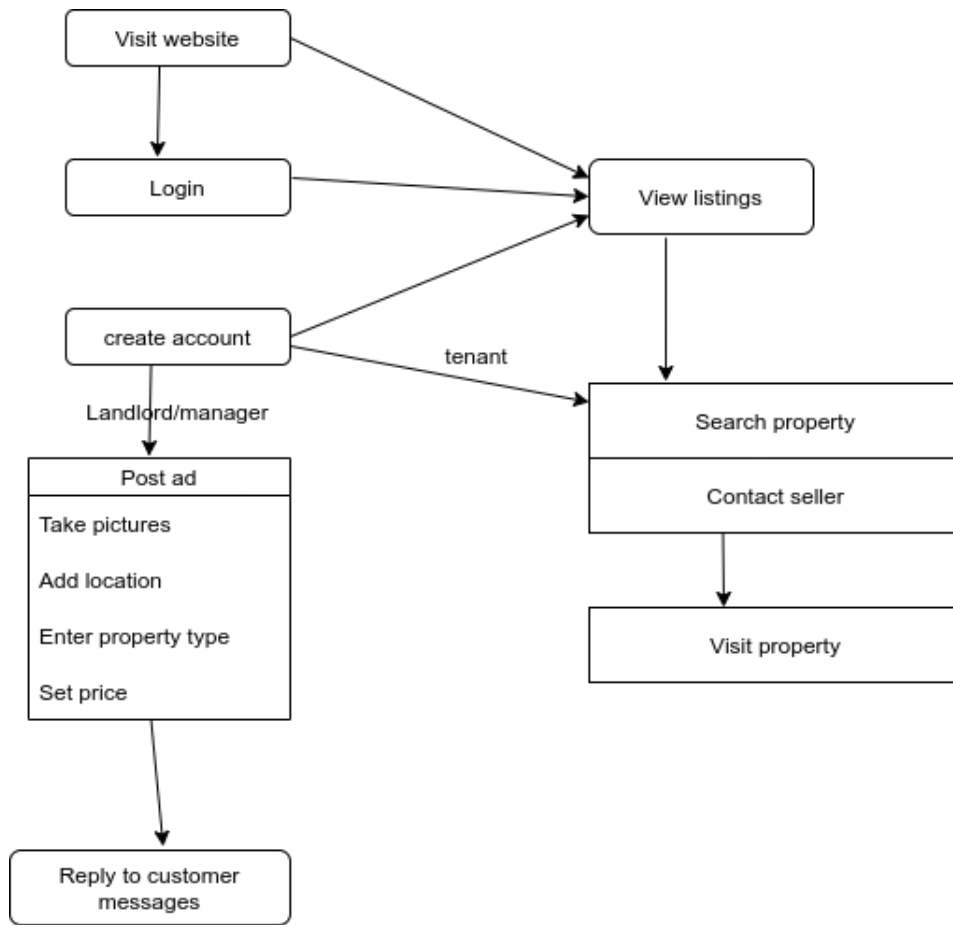 Visit website
Login
View listings
create account
tenant
Landlord/manager
Search property
Post ad
Contact seller
Take pictures
Add location
Enter property type
Visit property
Set price
Reply to customer
messages